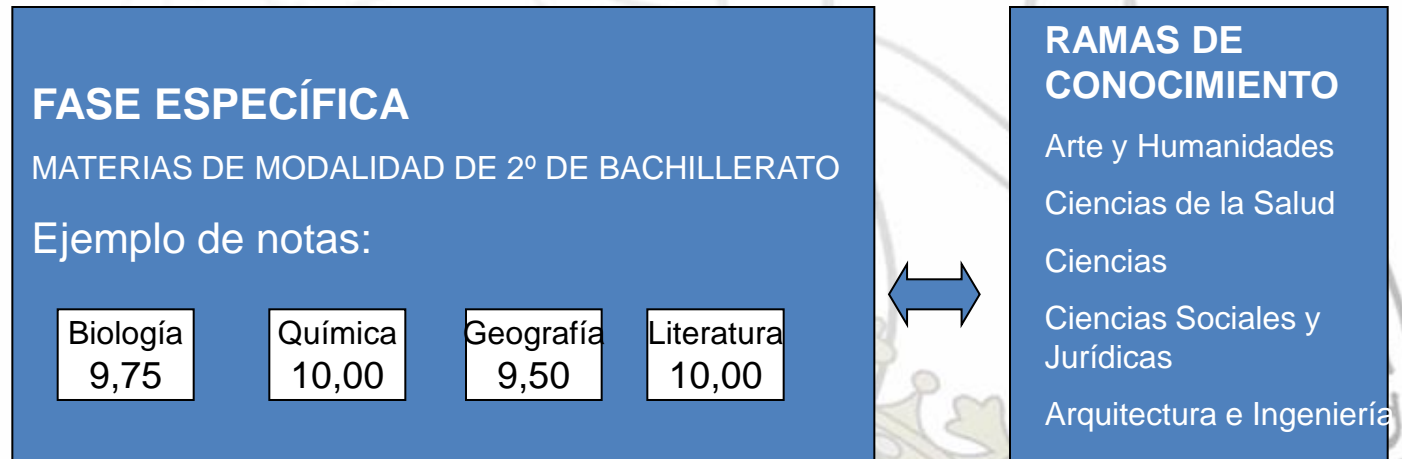 FASE ESPECÍFICA
MATERIAS DE MODALIDAD DE 2º DE BACHILLERATO
Ejemplo de notas:
Biología
9,75
Química
10,00
Geografía
9,50
Literatura
10,00
RAMAS DE
CONOCIMIENTO
Arte y Humanidades
Ciencias de la Salud
Ciencias
Ciencias Sociales y
Jurídicas
Arquitectura e Ingeniería